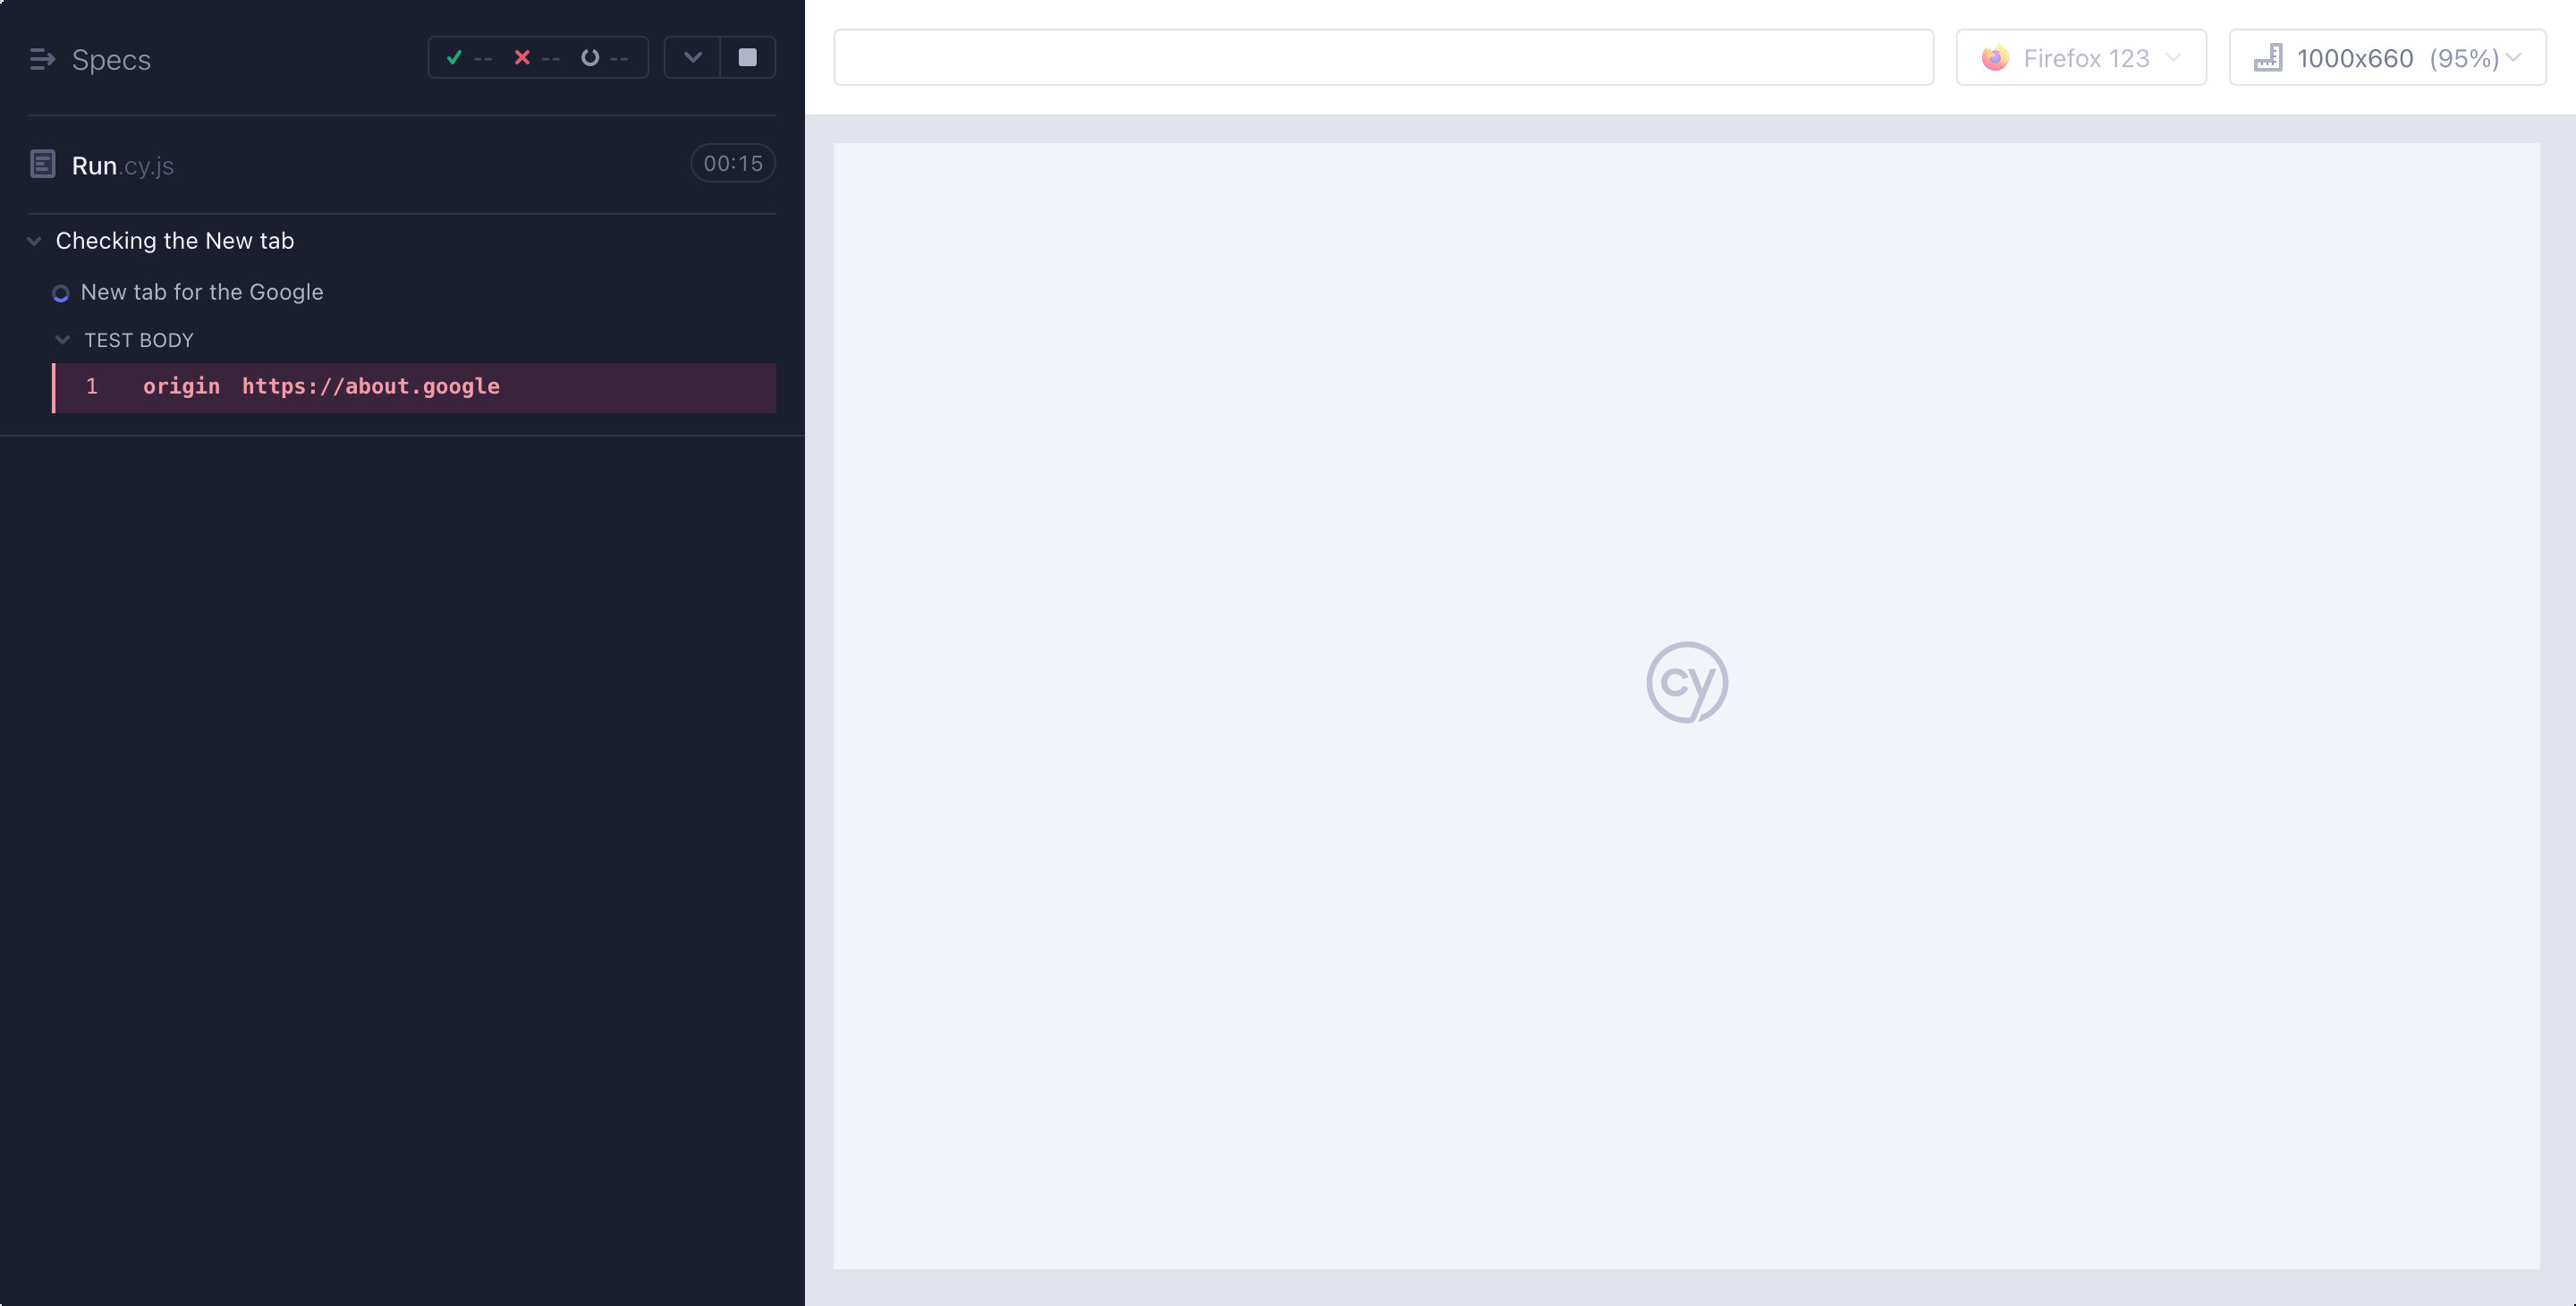 Specs -- -- --
Run.cy.js 00:15
Checking the New tab
New tab for the Google
TEST BODY
1 origin https://about.google
Firefox 123 1000x660 (95%)
cy